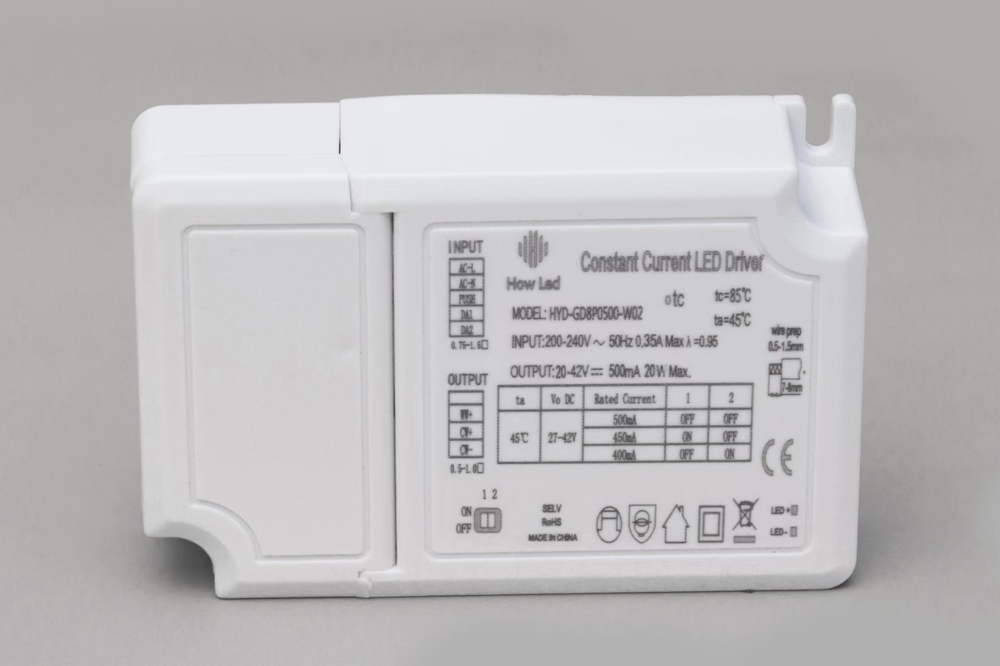 INPUT
AC-L
AC-N
PUSH
DA1
DA2
0.75-1.5□
How Led
Constant Current LED Driver
tc
tc=85℃
ta=45℃
MODEL: HYD-GD8P0500-W02
INPUT:200-240V～ 50Hz 0,35A Max λ=0.95
OUTPUT:20-42V⎓ 500mA 20W Max.
wire prep
0.5-1.5mm
7-8mm
OUTPUT
WW+
CW+
CW-
0.5-1.0□
ta Vo DC Rated Current 1 2
500mA OFF OFF
45℃ 27-42V 450mA ON OFF
400mA OFF ON
CE
1 2
ON
OFF
SELV
RoHS
MADE IN CHINA
LED+
LED-